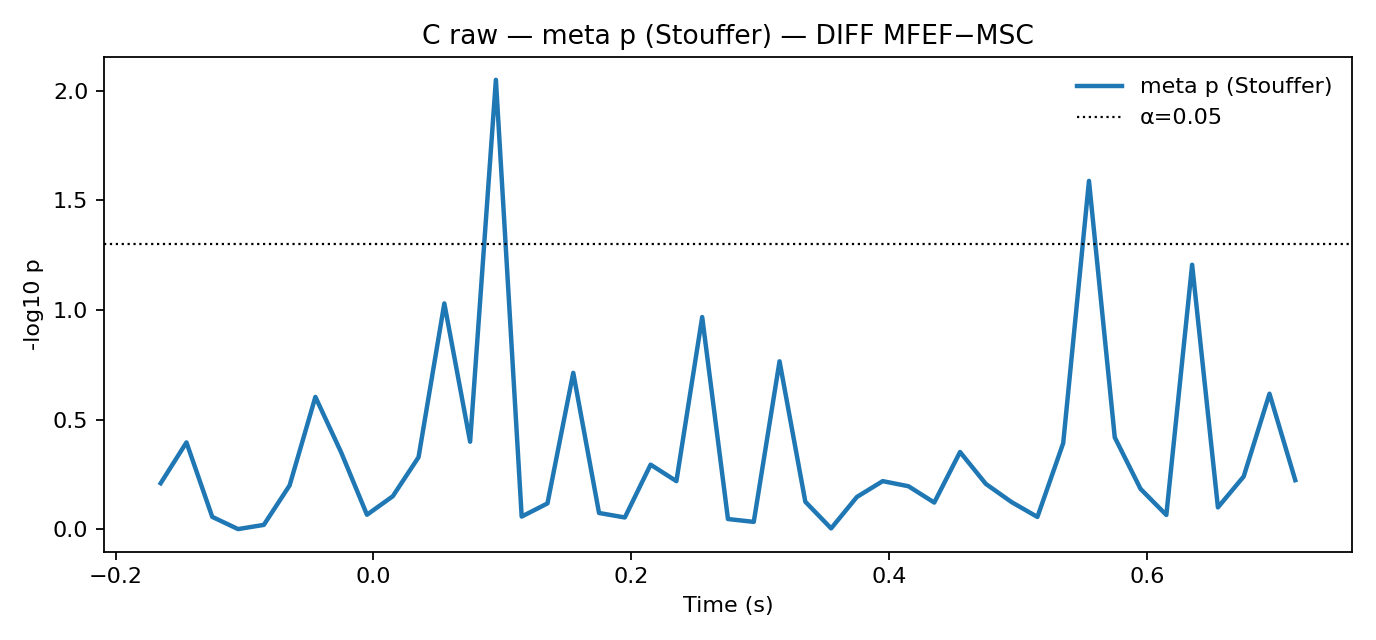 C raw — meta p (Stouffer) — DIFF MFEF−MSC
meta p (Stouffer)
α=0.05
-log10 p
2.0
1.5
1.0
0.5
0.0
−0.2
0.0
0.2
0.4
0.6
Time (s)